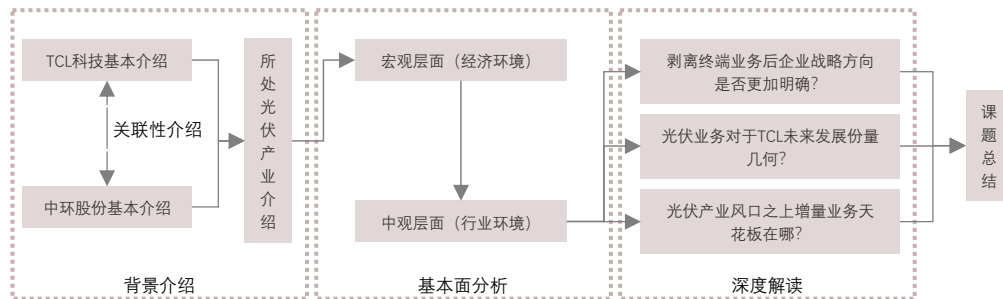 TCL科技基本介绍
关联性介绍
中环股份基本介绍
所处光伏产业介绍
背景介绍
宏观层面（经济环境）
中观层面（行业环境）
基本面分析
剥离终端业务后企业战略方向
是否更加明确？
光伏业务对于TCL未来发展份量
几何？
光伏产业风口之上增量业务天
花板在哪？
深度解读
课题总结